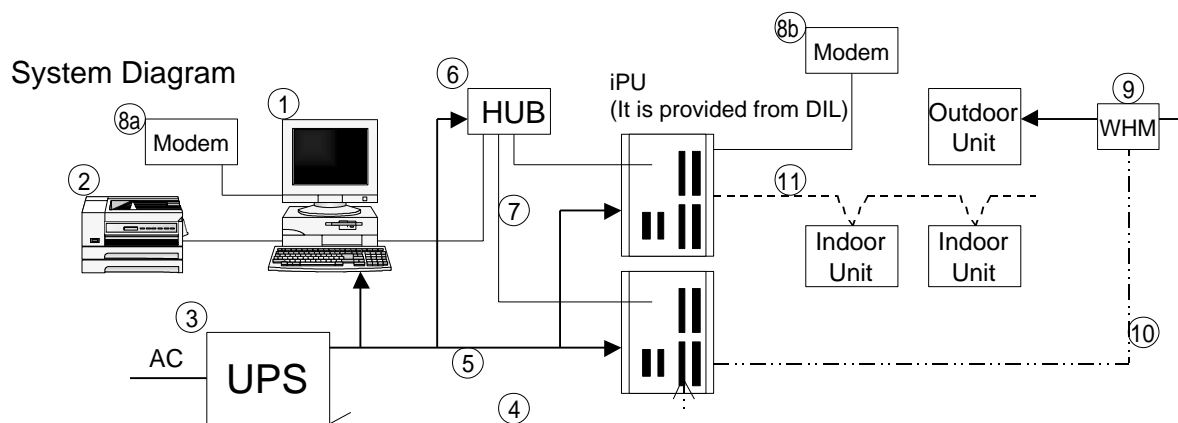 System Diagram
8a
Modem
1
2
6
HUB
iPU
(It is provided from DIL)
8b
Modem
9
Outdoor
Unit
WHM
11
7
Indoor
Unit
Indoor
Unit
3
AC
UPS
5
4
10